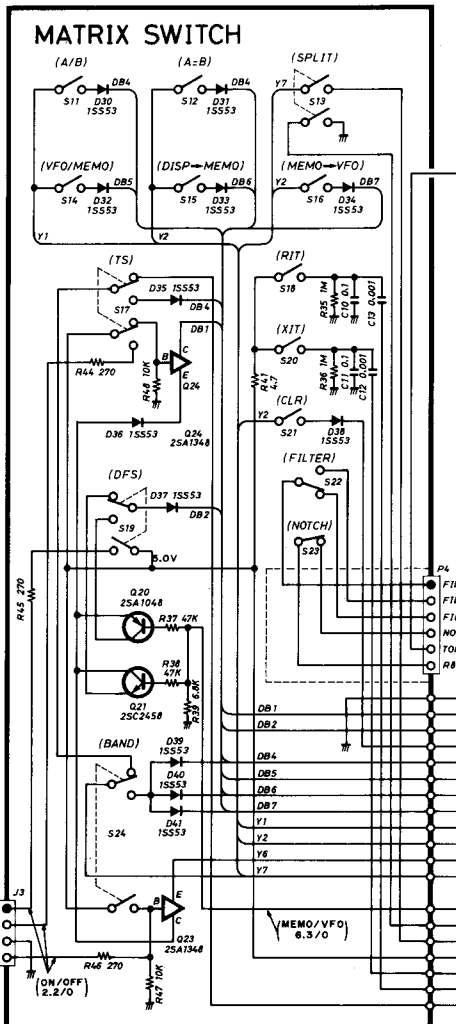 MATRIX SWITCH
(A/B) (A=B) (SPLIT)
DB4 DB4 Y7
S11 D30 1SS53 S12 D31 1SS53 S13
(VFO/MEMO) (DISP→MEMO) (MEMO→VFO)
DB5 DB6 Y2 DB7
S14 D32 1SS53 S15 D33 1SS53 S16 D34 1SS53
Y1 Y2
(TS) (RIT)
D35 1SS53 S18
S17 DB4 R35 1M C10 0.1 C13 0.001
DB1 (XIT)
B C E Q24 S20
R44 270 R48 10K R41 4.7 R36 1M C11 0.1 C12 0.001
D36 1SS53 Q24 2SA1348
(CLR)
Y2 S21 D38 1SS53
(DFS) (FILTER)
D37 1SS53 S22
S19 DB2
(NOTCH)
S23
5.0V
P4
R45 270
Q20 2SA1048
R37 47K
FIL
FIL
FIL
NO
TO
RB
R38 47K
R39 6.8K
Q21 2SC2458
DB1
DB2
(BAND) D39 1SS53
D40 1SS53
D41 1SS53
S24
DB4
DB5
DB6
DB7
Y1
Y2
Y6
Y7
J3
B E C
Q23 2SA1348
(MEMO/VFO) 6.3/0
R46 270
R47 10K
(ON/OFF) 2.2/0